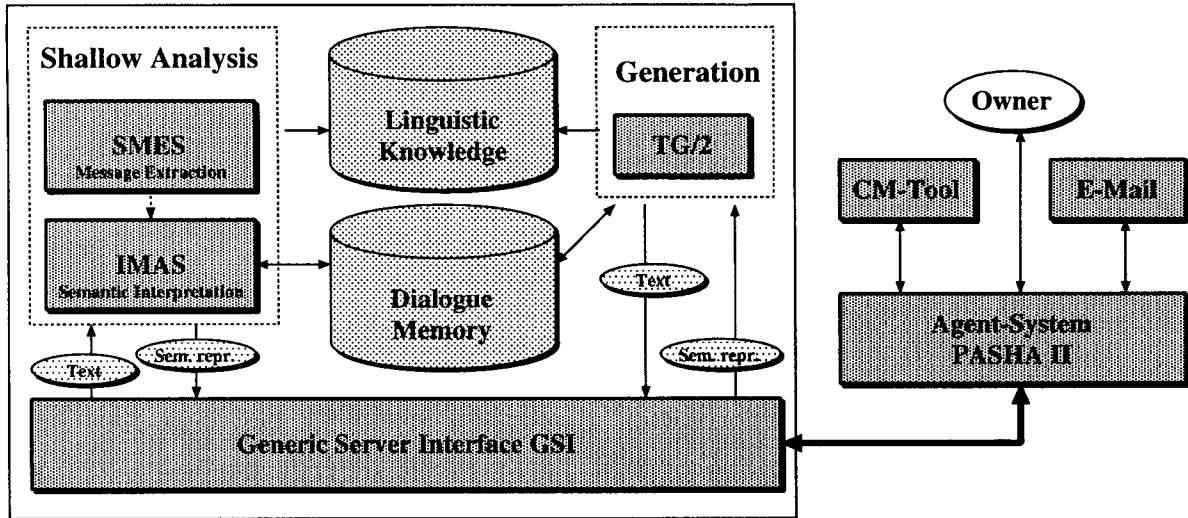 Shallow Analysis
SMES
Message Extraction
IMAS
Semantic Interpretation
Linguistic
Knowledge
Dialogue
Memory
Generation
TG/2
Text
Sem. repr.
Text
Sem. repr.
Generic Server Interface GSI
Owner
CM-Tool
E-Mail
Agent-System
PASHA II